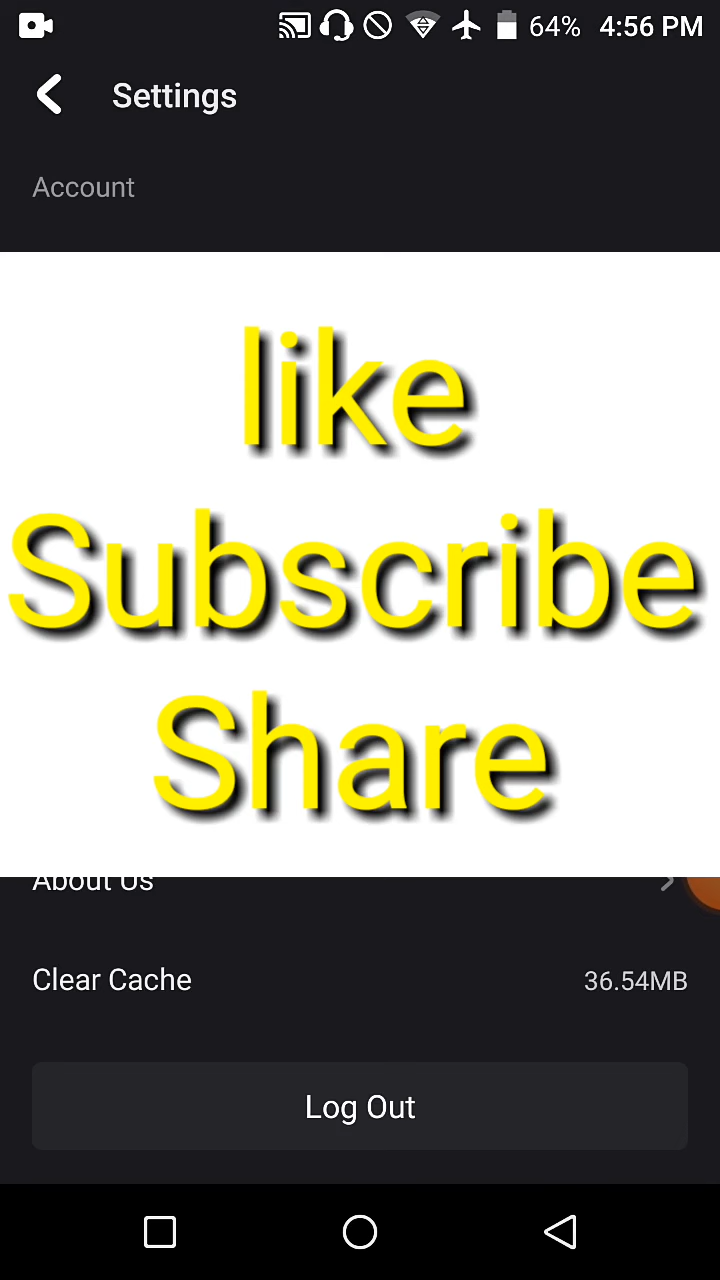 64% 4:56 PM
Settings
Account
like
Subscribe
Share
About Us
Clear Cache 36.54MB
Log Out